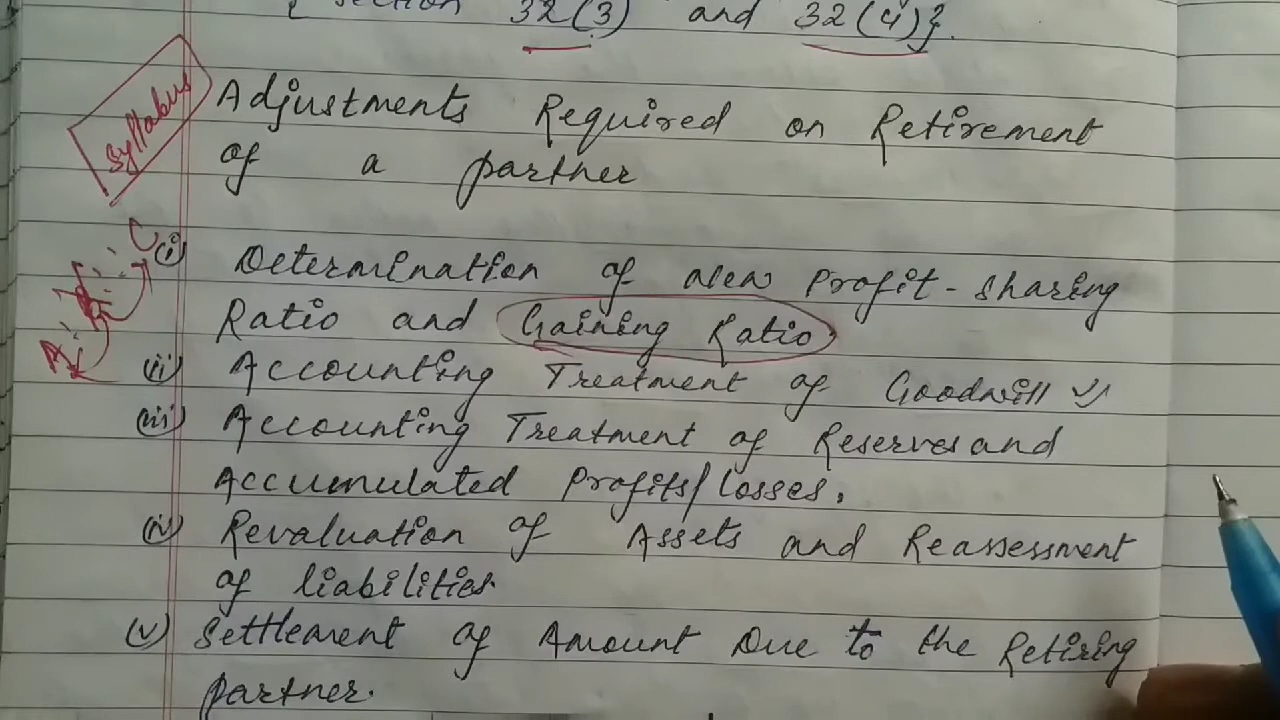 { section 32(3) and 32(4)}.
Syllabus
Adjustments Required on Retirement
of a partner
(i) Determination of New Profit-sharing
Ratio and Gaining Ratio.
(ii) Accounting Treatment of Goodwill
(iii) Accounting Treatment of Reserves and
Accumulated Profits/Losses.
(iv) Revaluation of Assets and Reassessment
of liabilities.
(v) Settlement of Amount Due to the Retiring
partner.